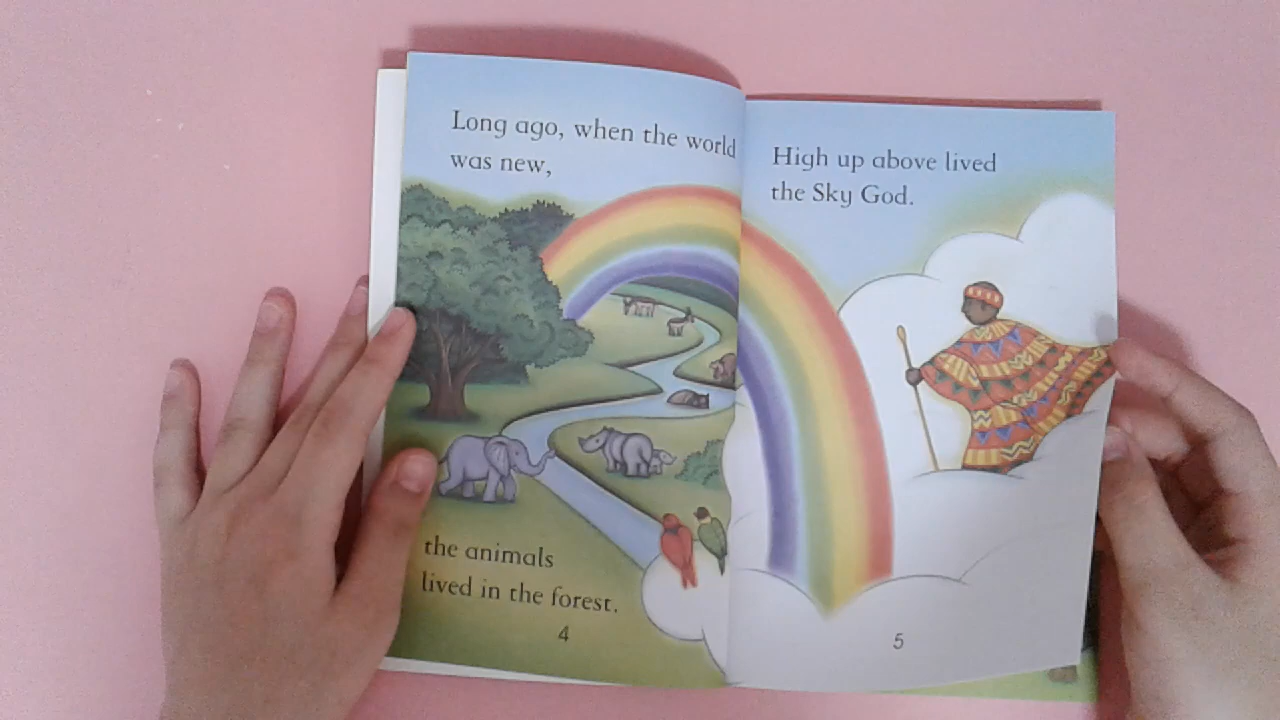 Long ago, when the world
was new,
the animals
lived in the forest.
4
High up above lived
the Sky God.
5